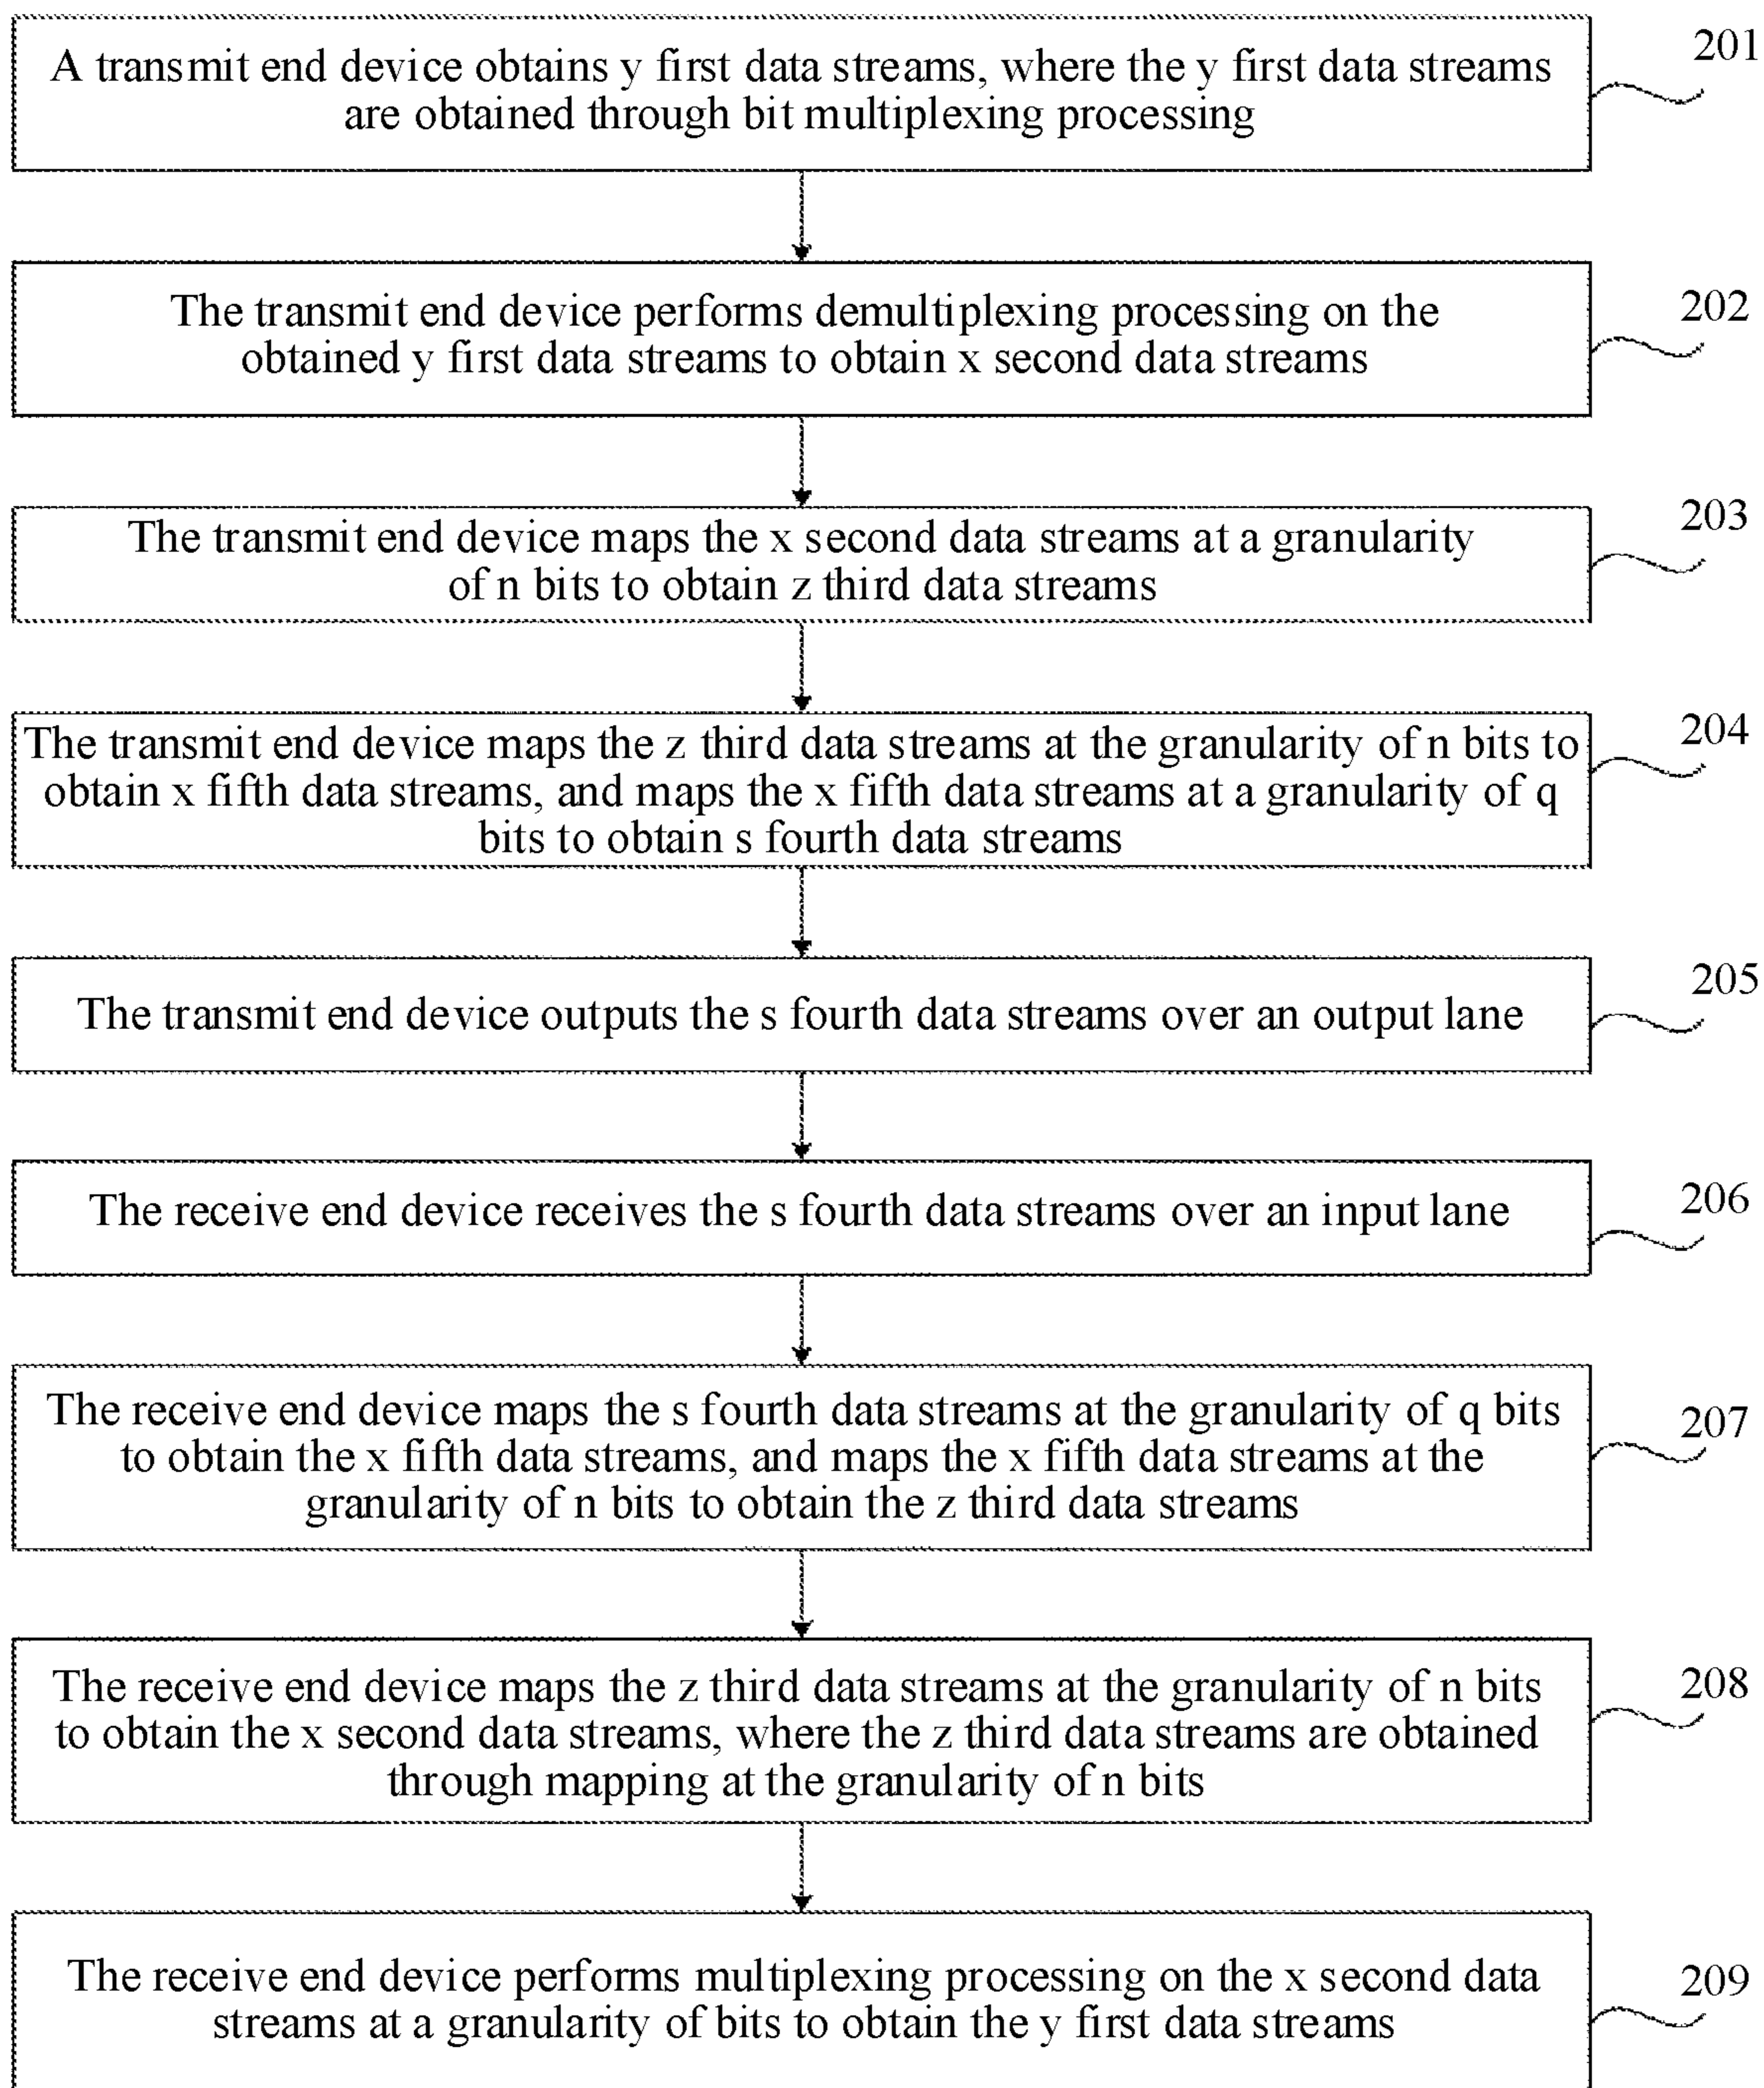 A transmit end device obtains y first data streams, where the y first data streams
are obtained through bit multiplexing processing
201
The transmit end device performs demultiplexing processing on the
obtained y first data streams to obtain x second data streams
202
The transmit end device maps the x second data streams at a granularity
of n bits to obtain z third data streams
203
The transmit end device maps the z third data streams at the granularity of n bits to
obtain x fifth data streams, and maps the x fifth data streams at a granularity of q
bits to obtain s fourth data streams
204
The transmit end device outputs the s fourth data streams over an output lane
205
The receive end device receives the s fourth data streams over an input lane
206
The receive end device maps the s fourth data streams at the granularity of q bits
to obtain the x fifth data streams, and maps the x fifth data streams at the
granularity of n bits to obtain the z third data streams
207
The receive end device maps the z third data streams at the granularity of n bits
to obtain the x second data streams, where the z third data streams are obtained
through mapping at the granularity of n bits
208
The receive end device performs multiplexing processing on the x second data
streams at a granularity of bits to obtain the y first data streams
209